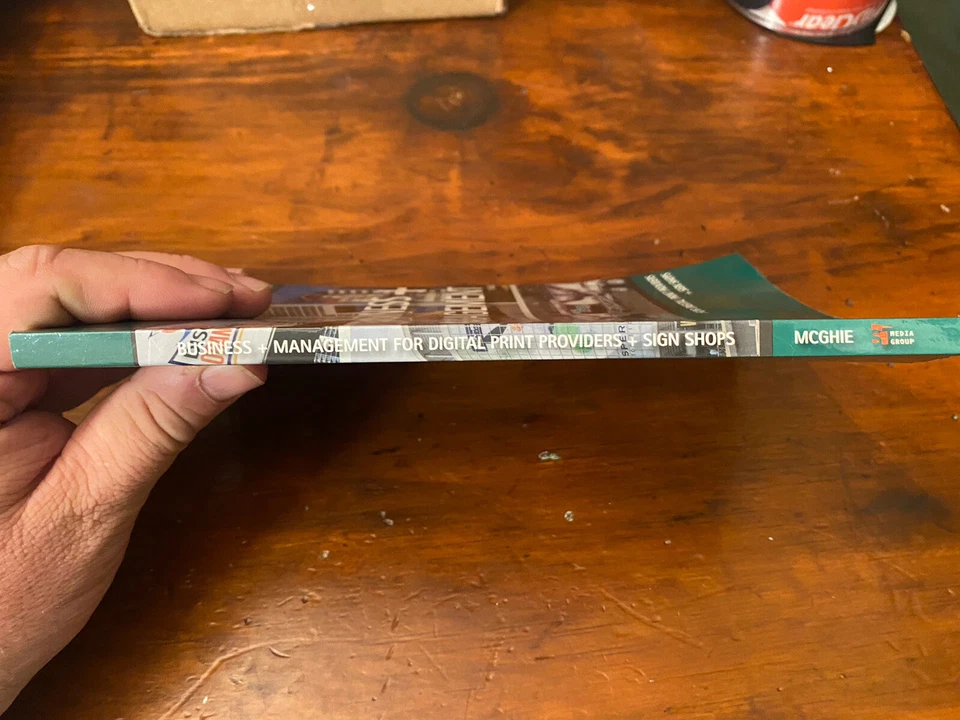 BUSINESS + MANAGEMENT FOR DIGITAL PRINT PROVIDERS + SIGN SHOPS
MCGHIE
MEDIA
GROUP